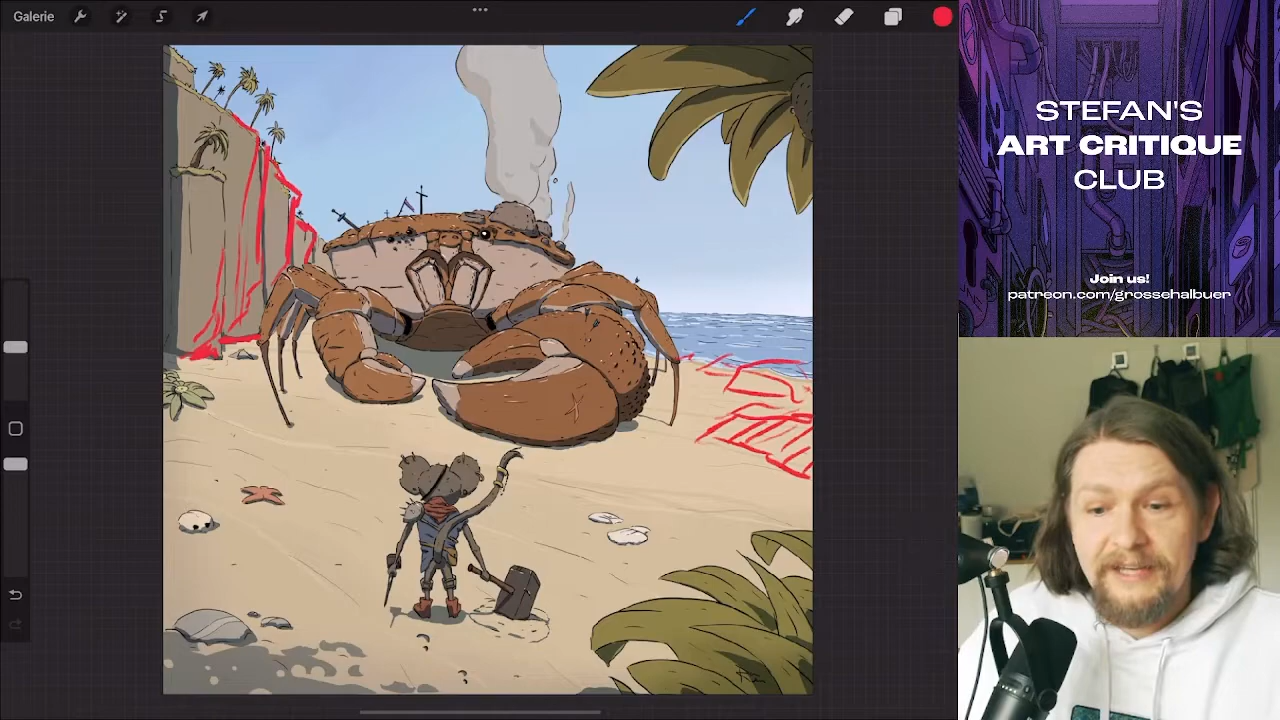 Galerie
STEFAN'S
ART CRITIQUE
CLUB
Join us!
patreon.com/grossehalbuer